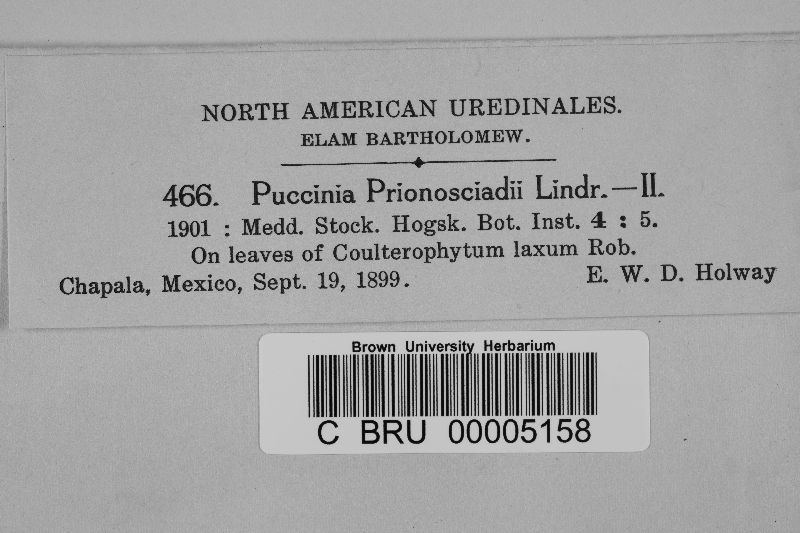 NORTH AMERICAN UREDINALES.
ELAM BARTHOLOMEW.
466. Puccinia Prionosciadii Lindr.—II.
1901 : Medd. Stock. Hogsk. Bot. Inst. 4 : 5.
On leaves of Coulterophytum laxum Rob.
Chapala, Mexico, Sept. 19, 1899. E. W. D. Holway
Brown University Herbarium
C BRU 00005158